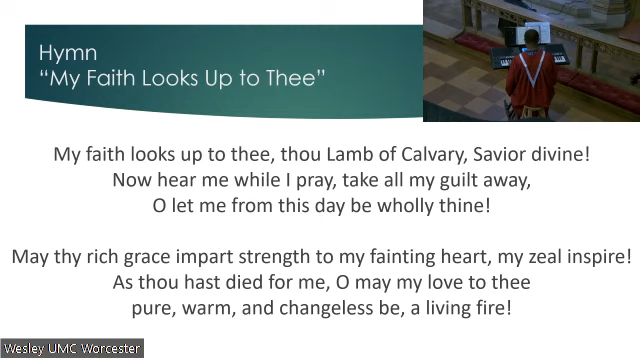 Hymn
“My Faith Looks Up to Thee”
My faith looks up to thee, thou Lamb of Calvary, Savior divine!
Now hear me while I pray, take all my guilt away,
O let me from this day be wholly thine!
May thy rich grace impart strength to my fainting heart, my zeal inspire!
As thou hast died for me, O may my love to thee
pure, warm, and changeless be, a living fire!
Wesley UMC Worcester